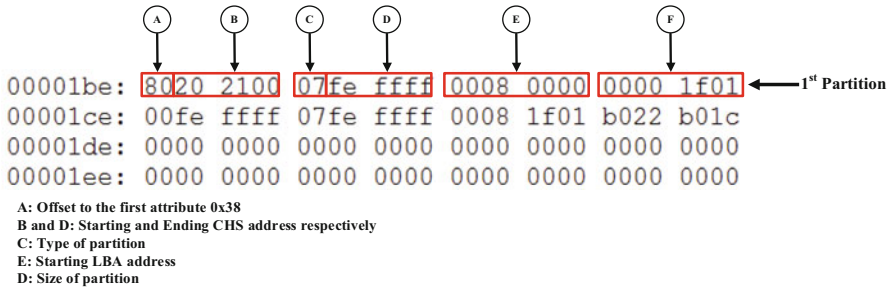 A B C D E F
00001be: 8020 2100 07fe ffff 0008 0000 0000 1f01 1st Partition
00001ce: 00fe ffff 07fe ffff 0008 1f01 b022 b01c
00001de: 0000 0000 0000 0000 0000 0000 0000 0000
00001ee: 0000 0000 0000 0000 0000 0000 0000 0000
A: Offset to the first attribute 0x38
B and D: Starting and Ending CHS address respectively
C: Type of partition
E: Starting LBA address
D: Size of partition